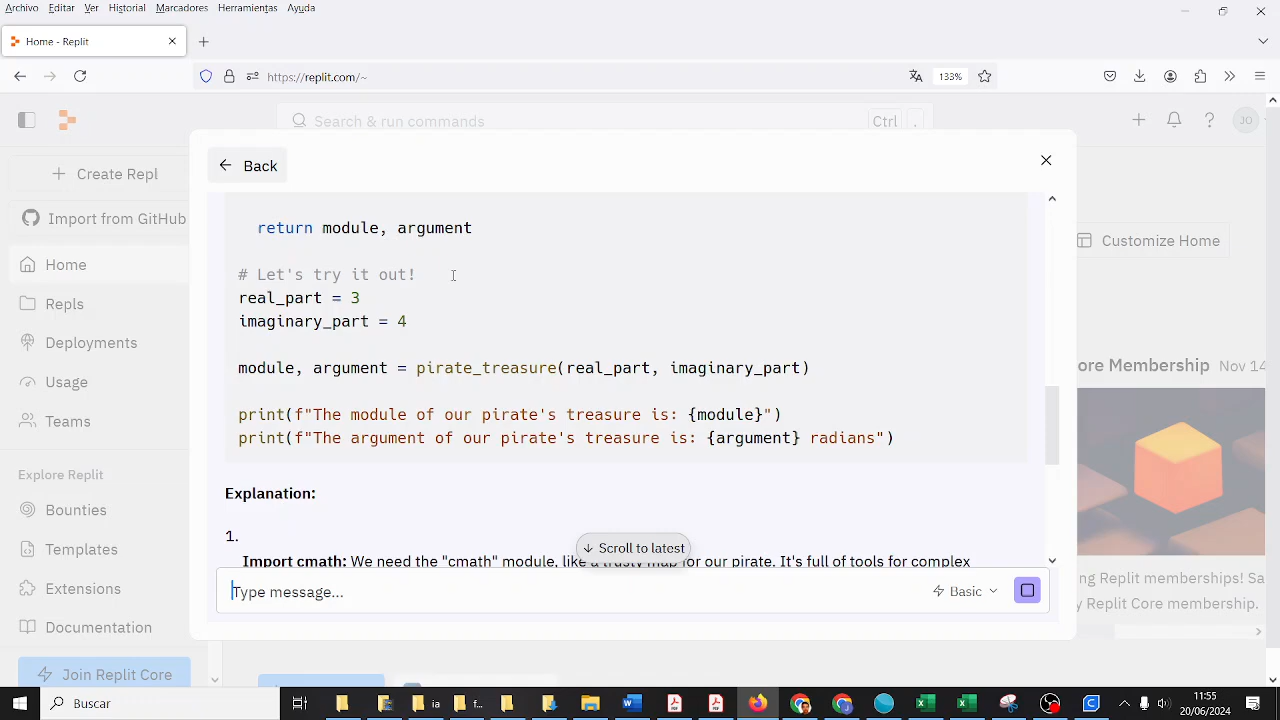 Archivo Editar Ver Historial Marcadores Herramientas Ayuda
Home - Replit
https://replit.com/~
133%
Search & run commands
Ctrl .
JO
Create Repl
Import from GitHub
Home
Repls
Deployments
Usage
Teams
Explore Replit
Bounties
Templates
Extensions
Documentation
Join Replit Core
Back
return module, argument
# Let's try it out!
real_part = 3
imaginary_part = 4
module, argument = pirate_treasure(real_part, imaginary_part)
print(f"The module of our pirate's treasure is: {module}")
print(f"The argument of our pirate's treasure is: {argument} radians")
Explanation:
1.
Import cmath: We need the "cmath" module, like a trusty map for our pirate. It's full of tools for complex
Scroll to latest
Type message...
Basic
Customize Home
ore Membership Nov 14
ng Replit memberships! Sa
y Replit Core membership.
Buscar
ia
f...
11:55
20/06/2024